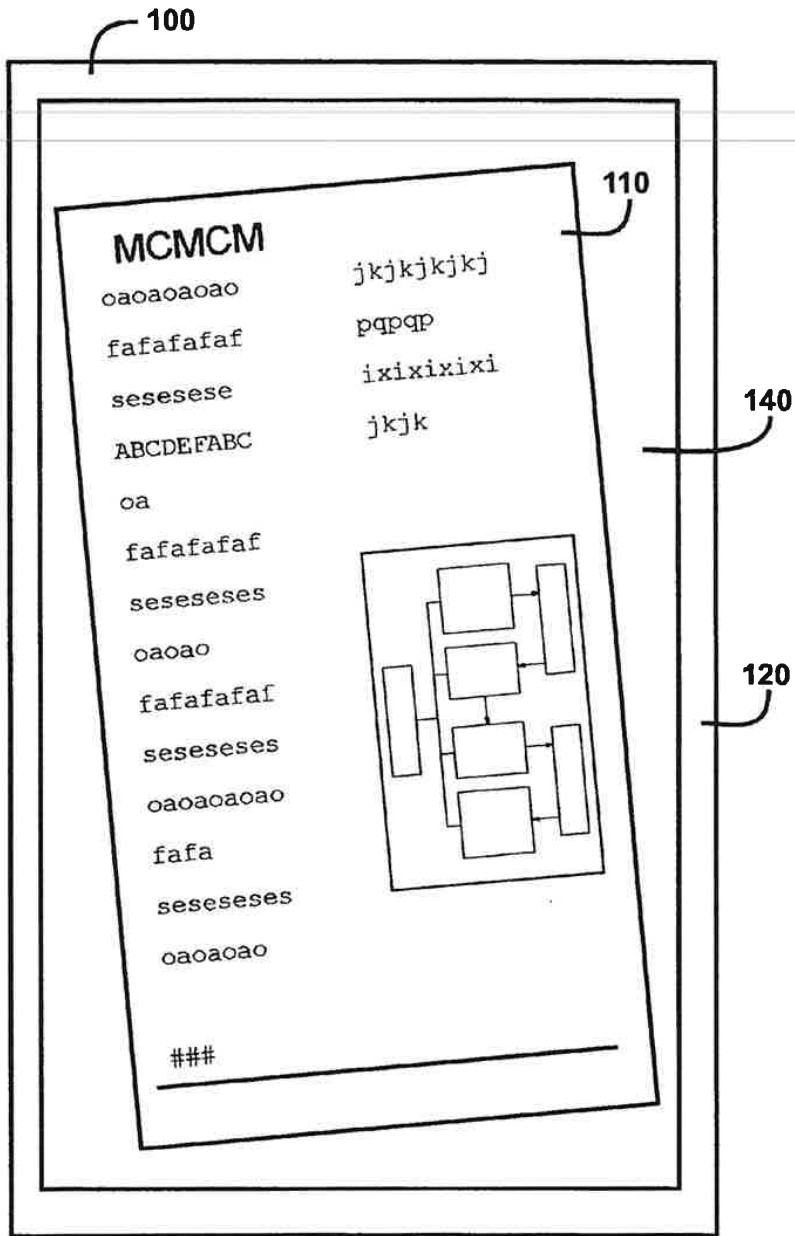 100
110
MCMCM
oaoaoaoao
fafafafaf
sesesese
ABCDEFABC
oa
fafafafaf
seseseses
oaoao
fafafafaf
seseseses
oaoaoaoao
fafa
seseseses
oaoaoao
###
jkjkjkjkj
pqpqp
ixixixixi
jkjk
140
120